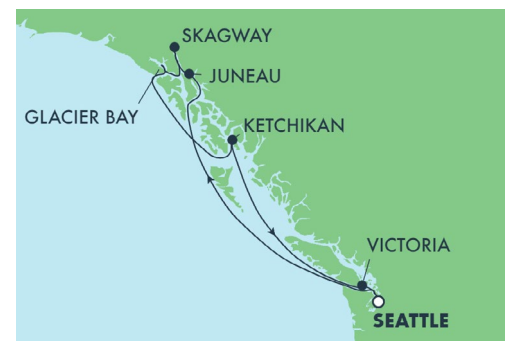 SKAGWAY
JUNEAU
GLACIER BAY
KETCHIKAN
VICTORIA
SEATTLE